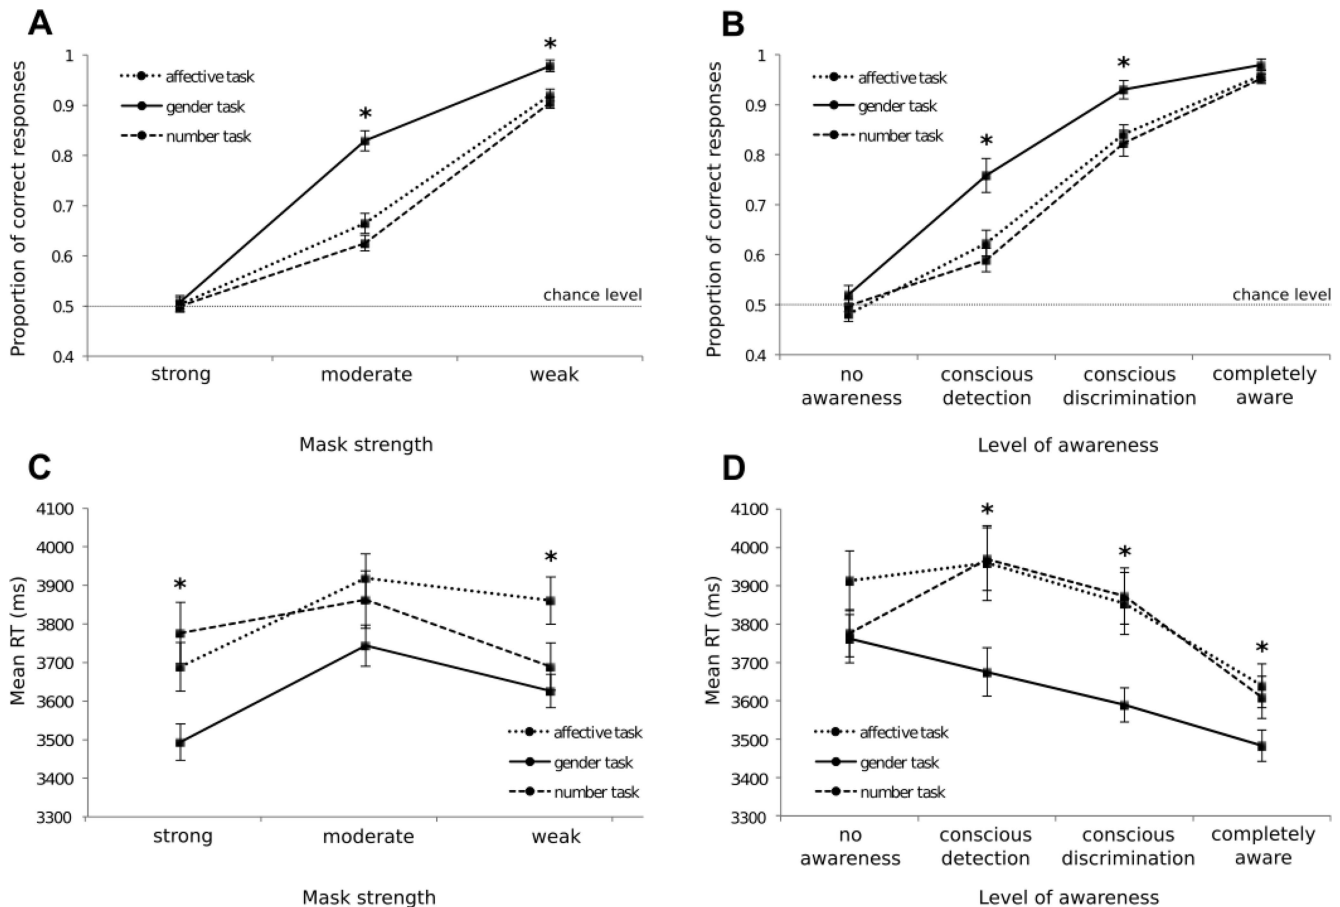 A
*
*
affective task
gender task
number task
1
0.9
0.8
0.7
0.6
0.5
0.4
Proportion of correct responses
chance level
strong
moderate
weak
Mask strength
B
*
*
affective task
gender task
number task
1
0.9
0.8
0.7
0.6
0.5
0.4
Proportion of correct responses
chance level
no
awareness
conscious
detection
conscious
discrimination
completely
aware
Level of awareness
C
*
*
4100
4000
3900
3800
3700
3600
3500
3400
3300
Mean RT (ms)
affective task
gender task
number task
strong
moderate
weak
Mask strength
D
*
*
*
4100
4000
3900
3800
3700
3600
3500
3400
3300
Mean RT (ms)
affective task
gender task
number task
no
awareness
conscious
detection
conscious
discrimination
completely
aware
Level of awareness